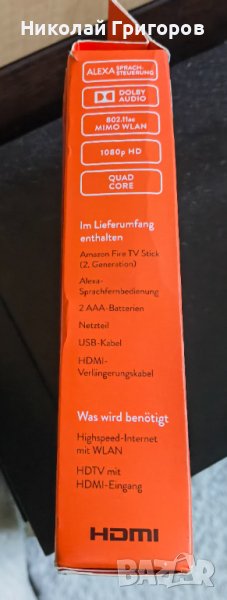 Николай Григоров
ALEXA SPRACH-
STEUERUNG
DOLBY
AUDIO
802.11ac
MIMO WLAN
1080p HD
QUAD
CORE
Im Lieferumfang
enthalten
Amazon Fire TV Stick
(2. Generation)
Alexa-
Sprachfernbedienung
2 AAA-Batterien
Netzteil
USB-Kabel
HDMI-
Verlängerungskabel
Was wird benötigt
Highspeed-Internet
mit WLAN
HDTV mit
HDMI-Eingang
HDMI
BAZAR